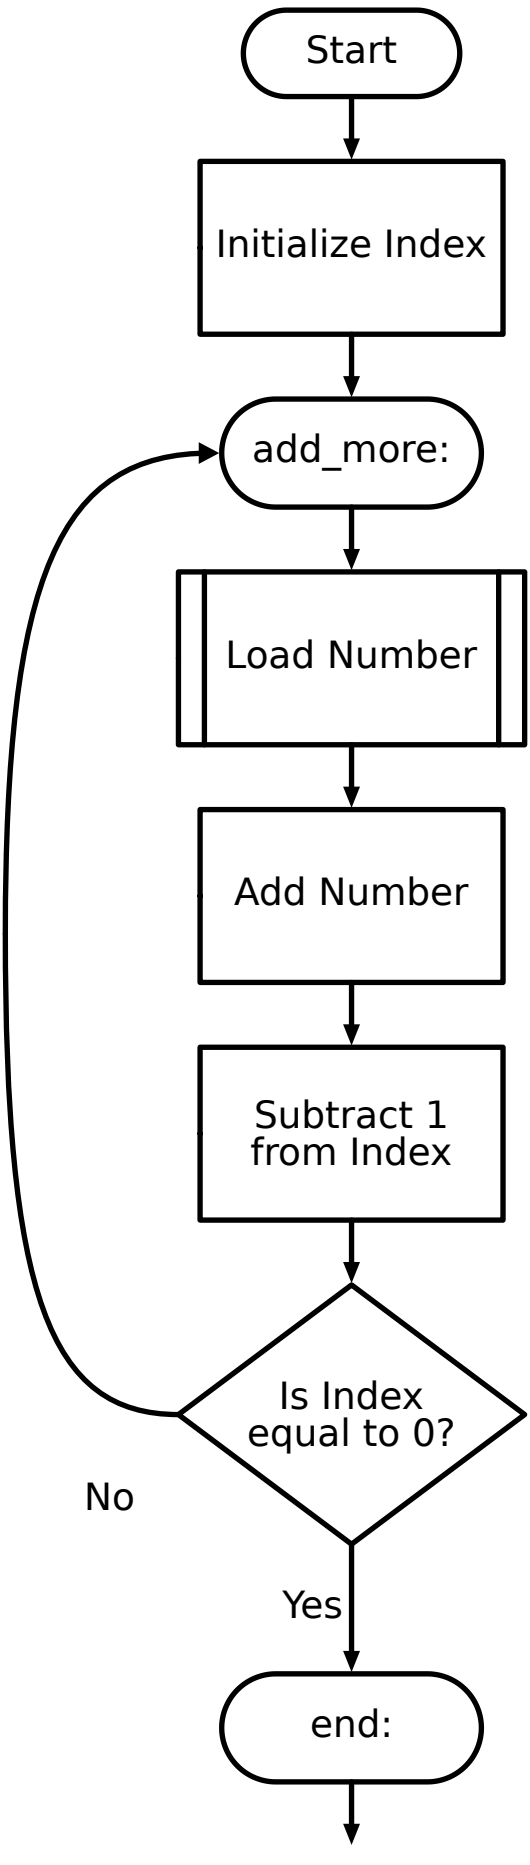 Start
Initialize Index
add_more:
Load Number
Add Number
Subtract 1
from Index
Is Index
equal to 0?
No
Yes
end: